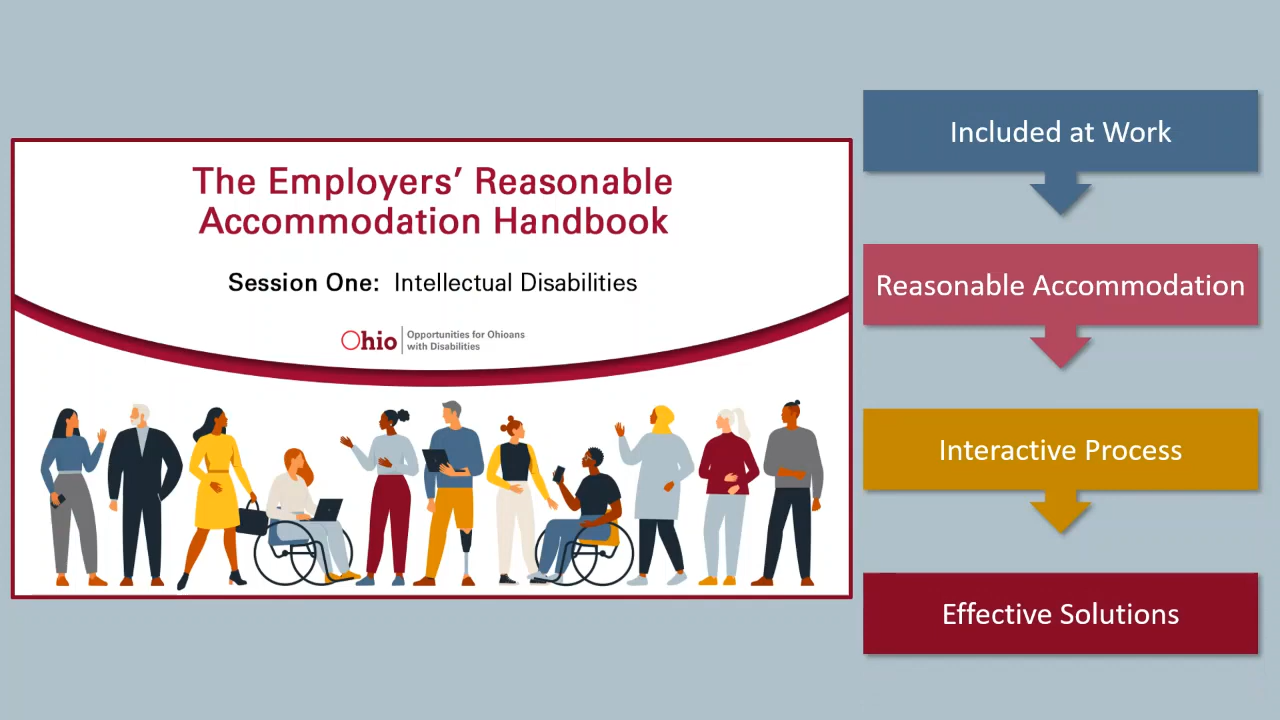 The Employers’ Reasonable
Accommodation Handbook
Session One: Intellectual Disabilities
Ohio
Opportunities for Ohioans
with Disabilities
Included at Work
Reasonable Accommodation
Interactive Process
Effective Solutions